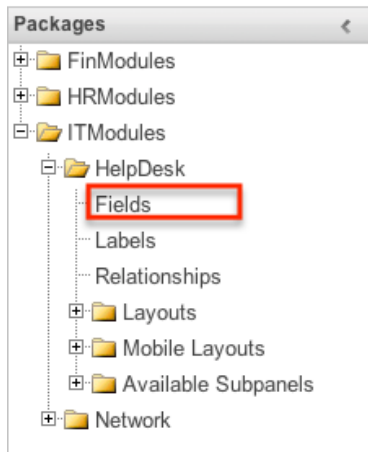 Packages
FinModules
HRModules
ITModules
HelpDesk
Fields
Labels
Relationships
Layouts
Mobile Layouts
Available Subpanels
Network